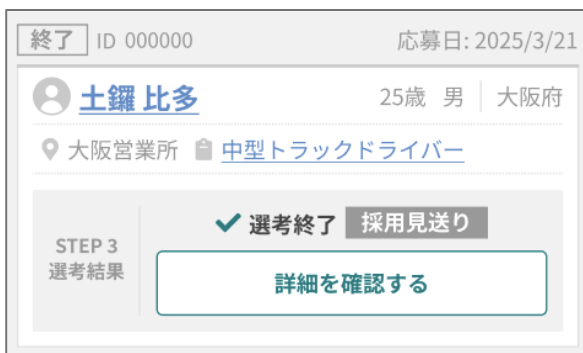 終了 ID 000000 応募日: 2025/3/21
土鑼 比多 25歳 男 大阪府
大阪営業所 中型トラックドライバー
選考終了 採用見送り
STEP 3
選考結果
詳細を確認する